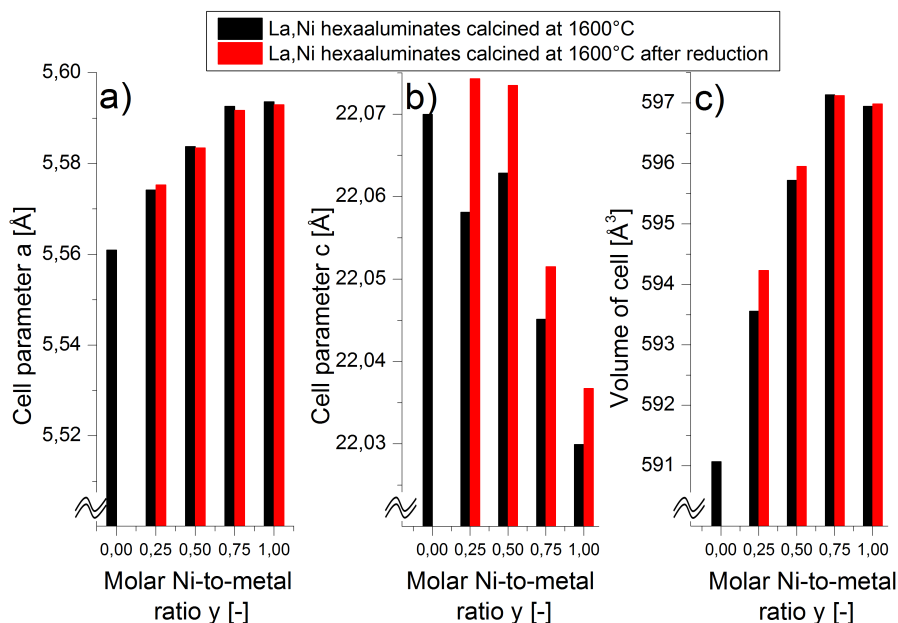 La,Ni hexaaluminates calcined at 1600°C
La,Ni hexaaluminates calcined at 1600°C after reduction
a)
Cell parameter a [Å]
5,60
5,58
5,56
5,54
5,52
0,00 0,25 0,50 0,75 1,00
Molar Ni-to-metal
ratio y [-]
b)
Cell parameter c [Å]
22,07
22,06
22,05
22,04
22,03
0,00 0,25 0,50 0,75 1,00
Molar Ni-to-metal
ratio y [-]
c)
Volume of cell [Å³]
597
596
595
594
593
592
591
0,00 0,25 0,50 0,75 1,00
Molar Ni-to-metal
ratio y [-]